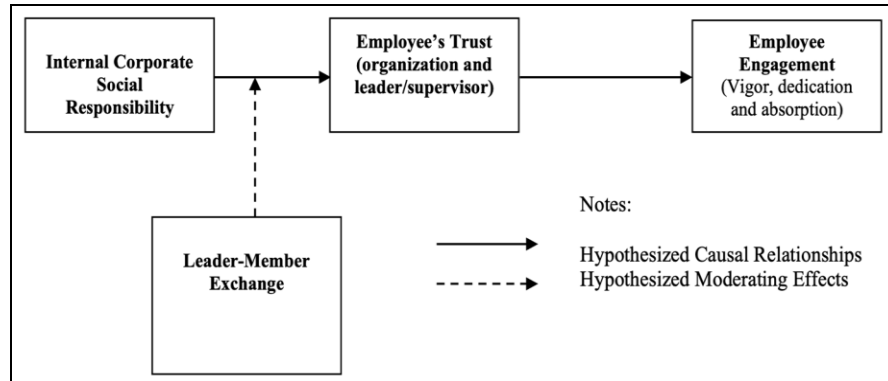 Internal Corporate
Social
Responsibility
Employee’s Trust
(organization and
leader/supervisor)
Employee
Engagement
(Vigor, dedication
and absorption)
Leader-Member
Exchange
Notes:
Hypothesized Causal Relationships
Hypothesized Moderating Effects